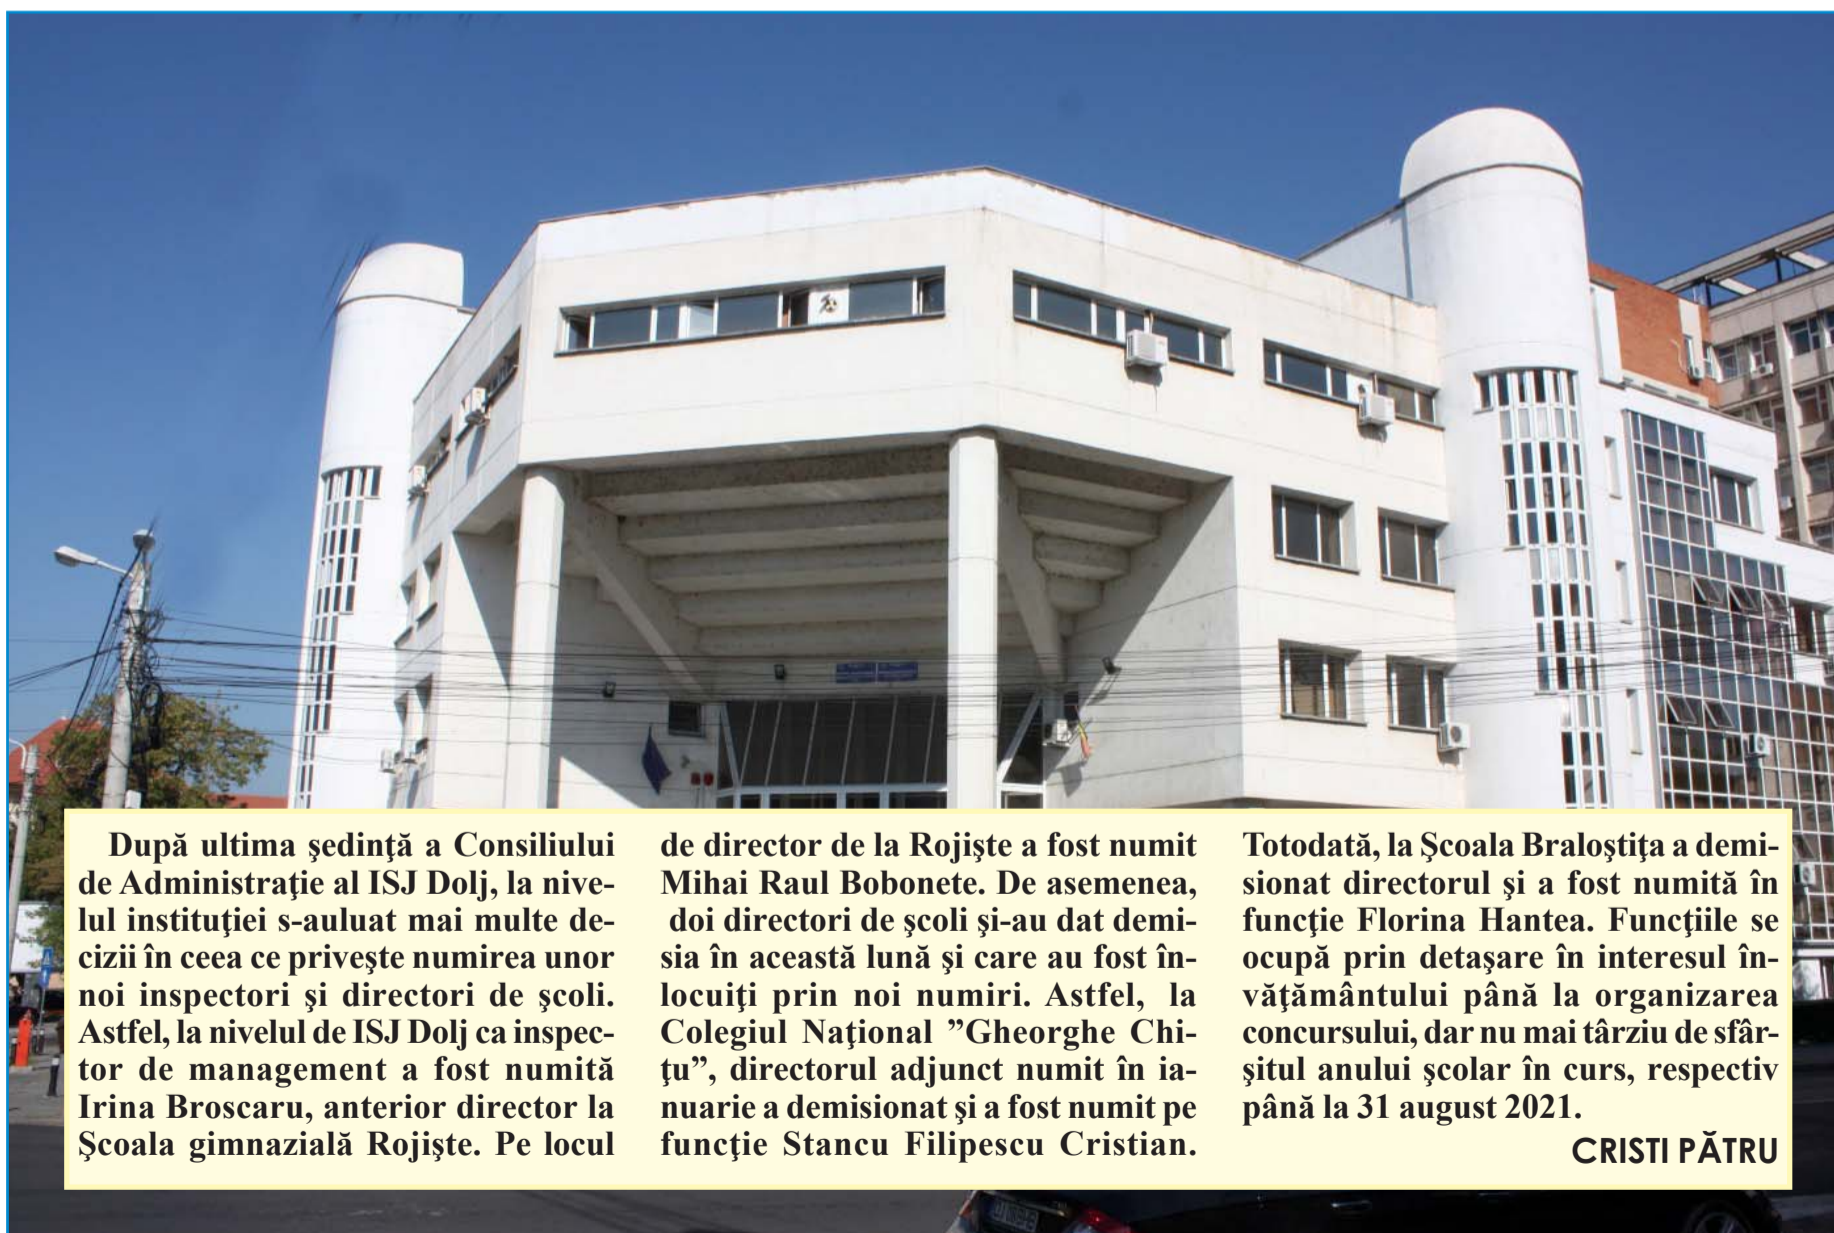 După ultima şedinţă a Consiliului
de Administraţie al ISJ Dolj, la nive-
lul instituţiei s-auluat mai multe de-
cizii în ceea ce priveşte numirea unor
noi inspectori şi directori de şcoli.
Astfel, la nivelul de ISJ Dolj ca inspec-
tor de management a fost numită
Irina Broscaru, anterior director la
Şcoala gimnazială Rojişte. Pe locul
de director de la Rojişte a fost numit
Mihai Raul Bobonete. De asemenea,
doi directori de şcoli şi-au dat demi-
sia în această lună şi care au fost în-
locuiţi prin noi numiri. Astfel, la
Colegiul Naţional ”Gheorghe Chi-
ţu”, directorul adjunct numit în ia-
nuarie a demisionat şi a fost numit pe
funcţie Stancu Filipescu Cristian.
Totodată, la Şcoala Braloştiţa a demi-
sionat directorul şi a fost numită în
funcţie Florina Hantea. Funcţiile se
ocupă prin detaşare în interesul în-
văţământului până la organizarea
concursului, dar nu mai târziu de sfâr-
şitul anului şcolar în curs, respectiv
până la 31 august 2021.
CRISTI PĂTRU